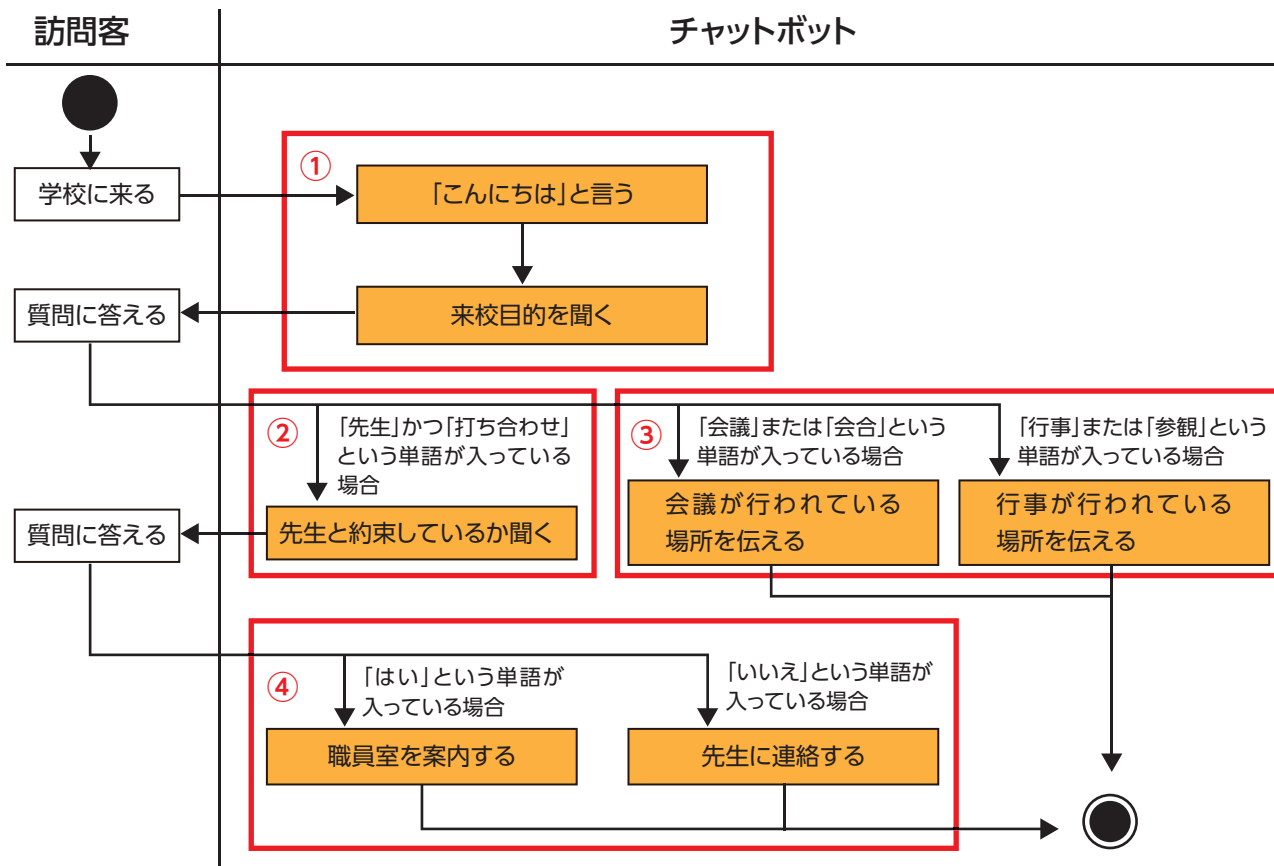 訪問客
チャットボット
①
学校に来る
「こんにちは」と言う
質問に答える
来校目的を聞く
②
「先生」かつ「打ち合わせ」
という単語が入っている
場合
③
「会議」または「会合」という
単語が入っている場合
「行事」または「参観」という
単語が入っている場合
質問に答える
先生と約束しているか聞く
会議が行われている
場所を伝える
行事が行われている
場所を伝える
④
「はい」という単語が
入っている場合
「いいえ」という単語が
入っている場合
職員室を案内する
先生に連絡する